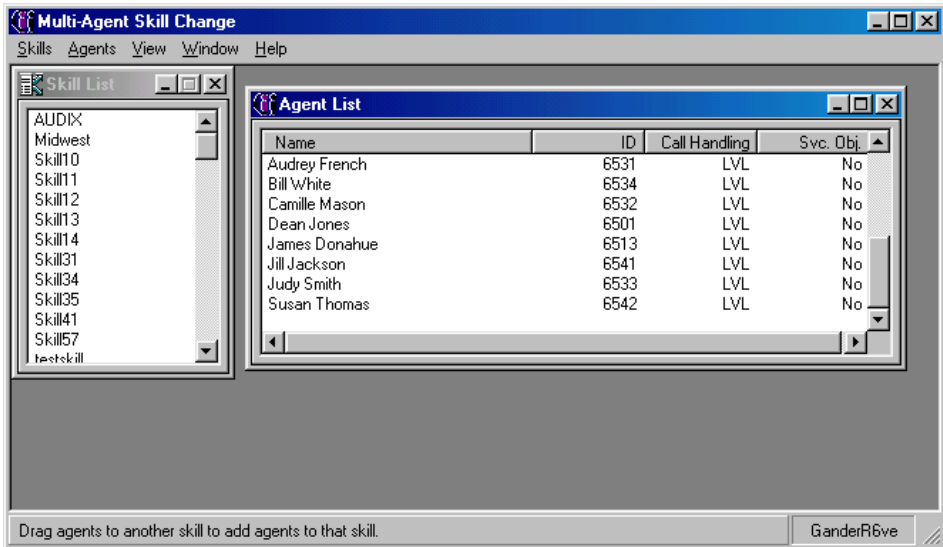 Multi-Agent Skill Change
Skills Agents View Window Help
Skill List
AUDIX
Midwest
Skill10
Skill11
Skill12
Skill13
Skill14
Skill31
Skill34
Skill35
Skill41
Skill57
testskill
Agent List
Name ID Call Handling Svc. Obj.
Audrey French 6531 LVL No
Bill White 6534 LVL No
Camille Mason 6532 LVL No
Dean Jones 6501 LVL No
James Donahue 6513 LVL No
Jill Jackson 6541 LVL No
Judy Smith 6533 LVL No
Susan Thomas 6542 LVL No
Drag agents to another skill to add agents to that skill. GanderR6ve